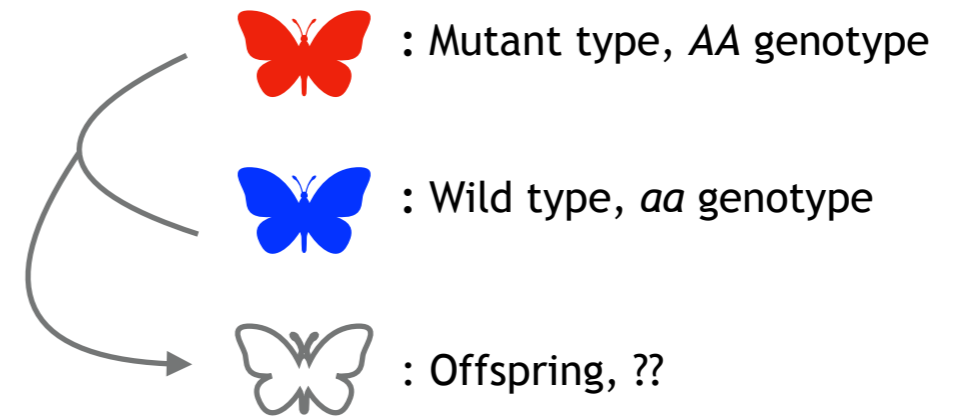 : Mutant type, AA genotype
: Wild type, aa genotype
: Offspring, ??